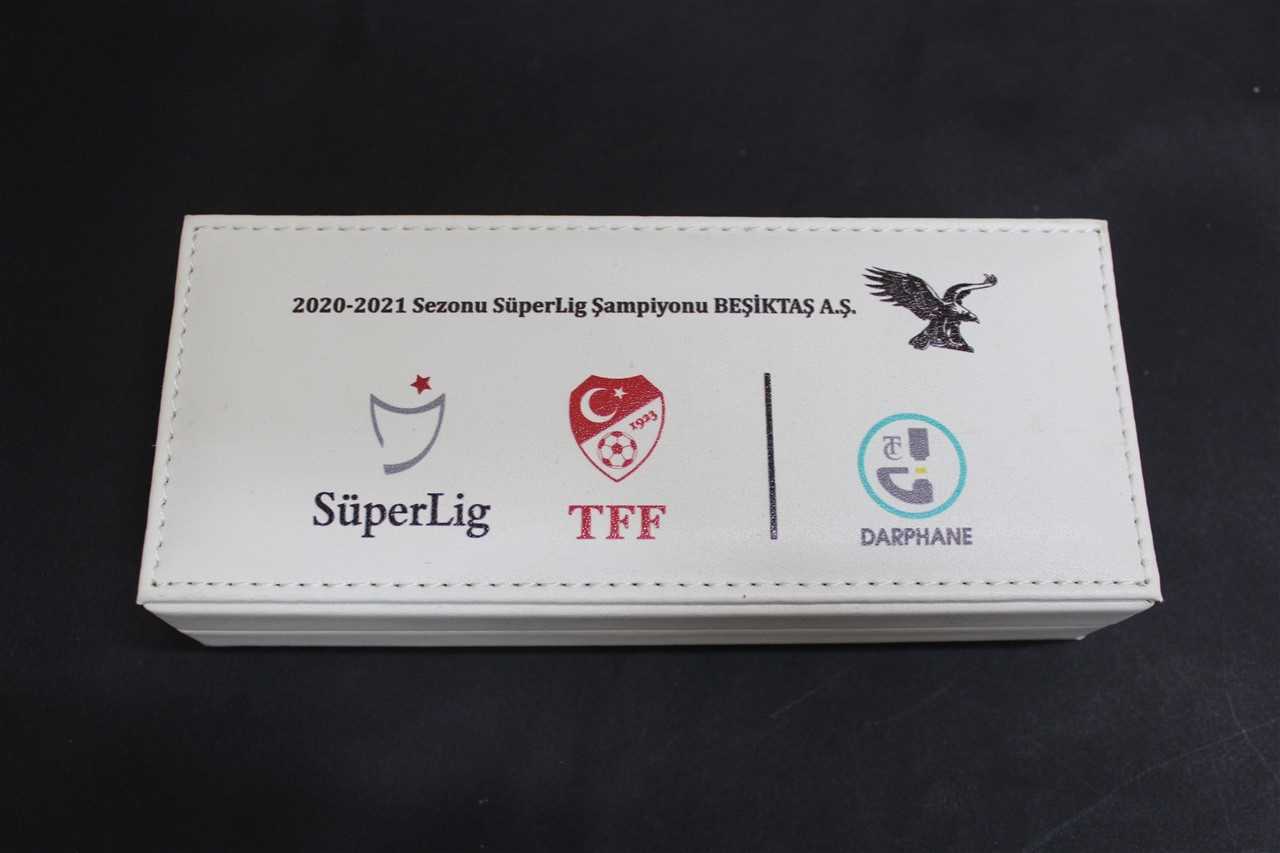 2020-2021 Sezonu SüperLig Şampiyonu BEŞİKTAŞ A.Ş.
1923
TC
SüperLig
TFF
DARPHANE